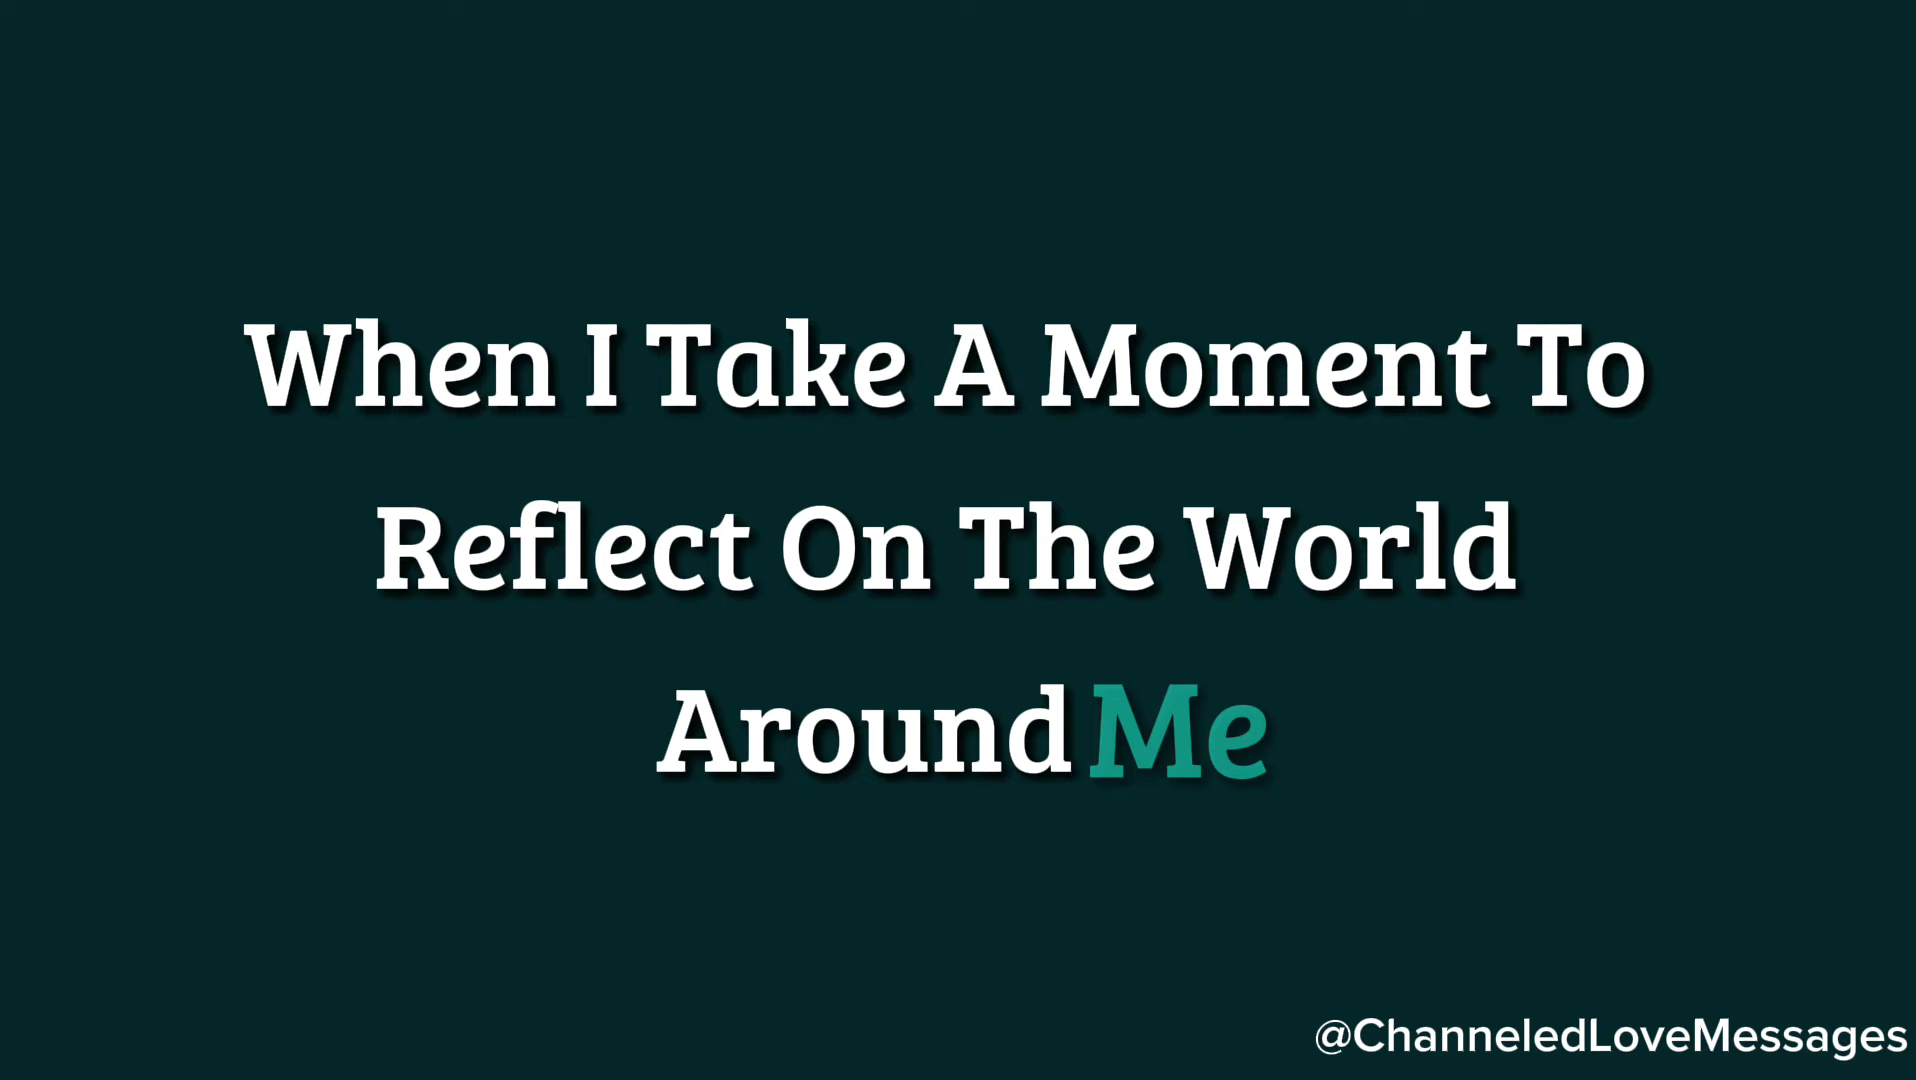 When I Take A Moment To
Reflect On The World
Around Me
@ChanneledLoveMessages